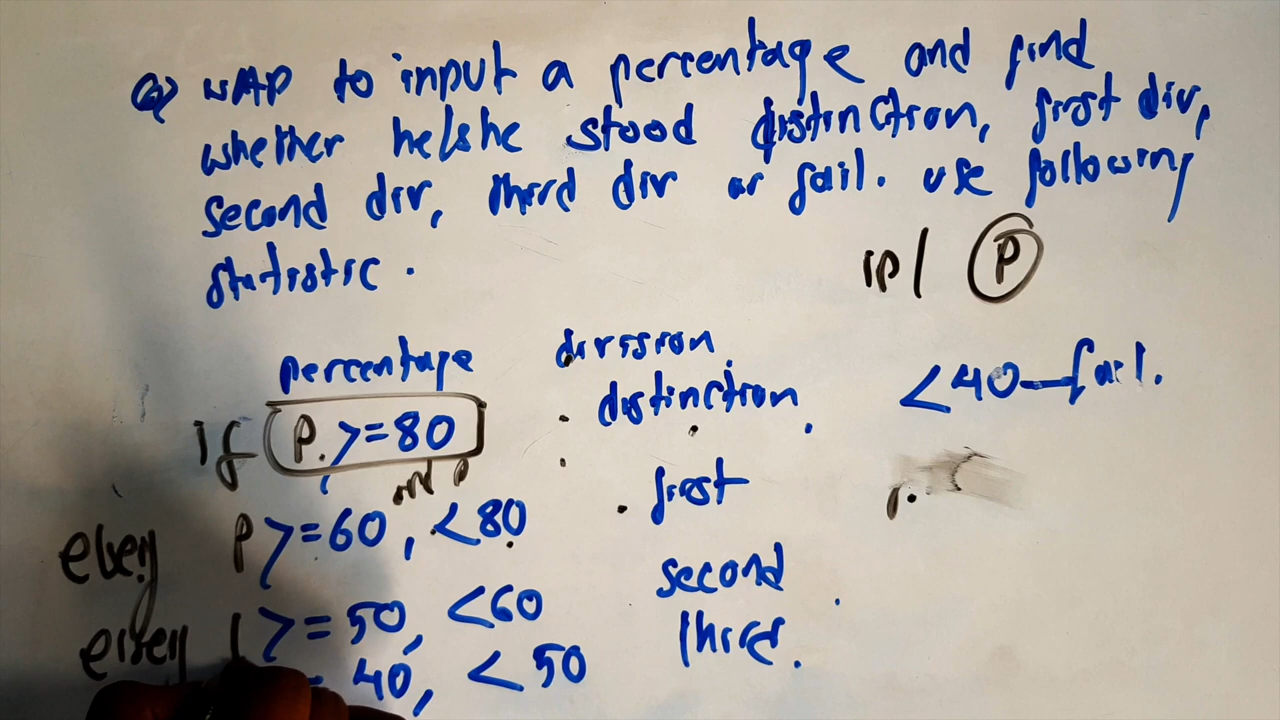 Q) WAP to input a percentage and find
whether he/she stood distinction, first div,
second div, third div or fail. use following
statistic.
ip/ P
percentage division
if P >=80 distinction <40 fail.
and P
P >=60, <80 first
>=50, <60 second
= 40, <50 third